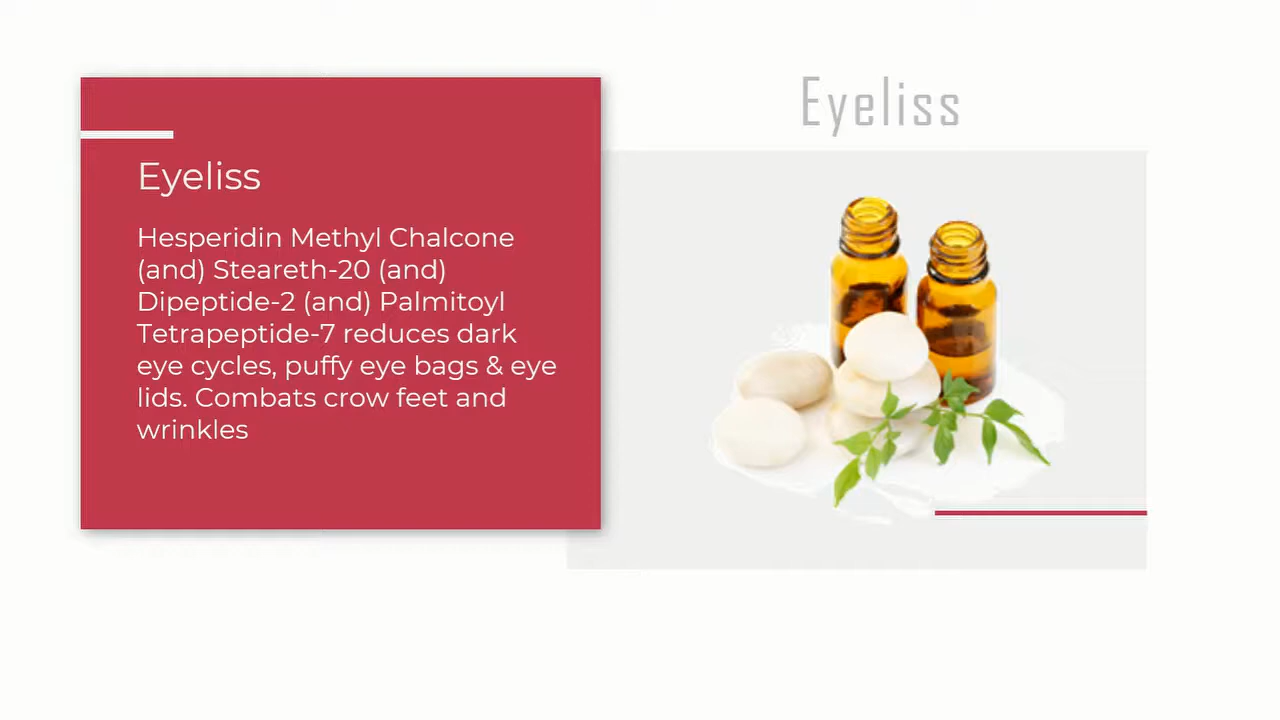 Eyeliss
Eyeliss
Hesperidin Methyl Chalcone
(and) Steareth-20 (and)
Dipeptide-2 (and) Palmitoyl
Tetrapeptide-7 reduces dark
eye cycles, puffy eye bags & eye
lids. Combats crow feet and
wrinkles